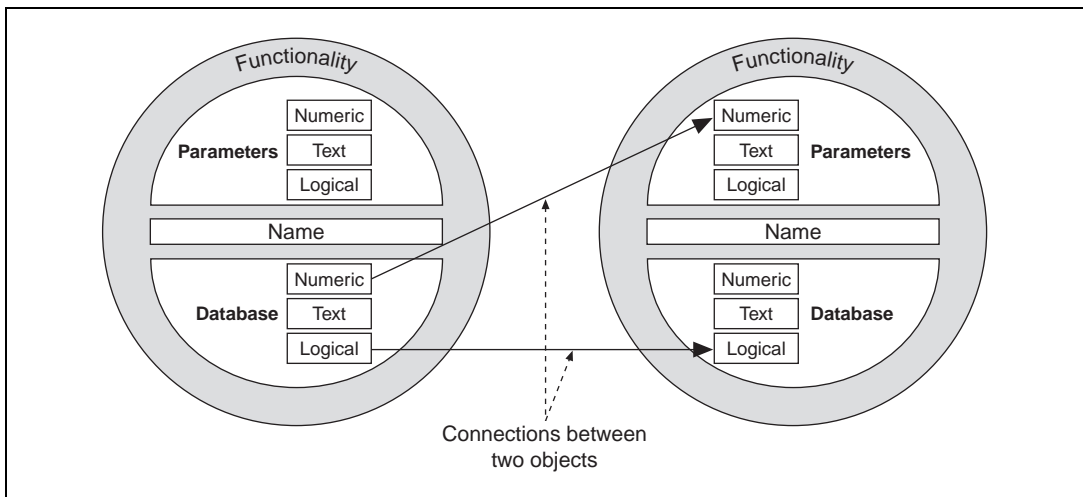 Functionality
Numeric
Parameters
Text
Logical
Name
Numeric
Database
Text
Logical
Functionality
Numeric
Text
Parameters
Logical
Name
Numeric
Text
Database
Logical
Connections between
two objects